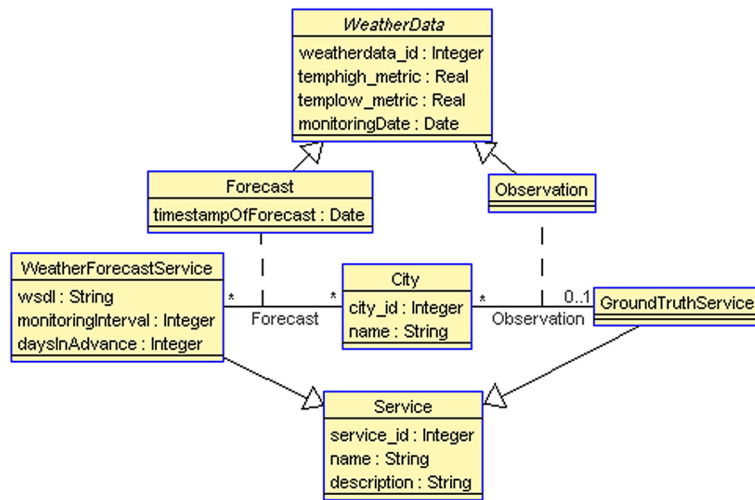 WeatherData
weatherdata_id : Integer
temphigh_metric : Real
templow_metric : Real
monitoringDate : Date
Forecast
timestampOfForecast : Date
Observation
WeatherForecastService
wsdl : String
monitoringInterval : Integer
daysInAdvance : Integer
*
Forecast
*
City
city_id : Integer
name : String
*
Observation
0..1
GroundTruthService
Service
service_id : Integer
name : String
description : String